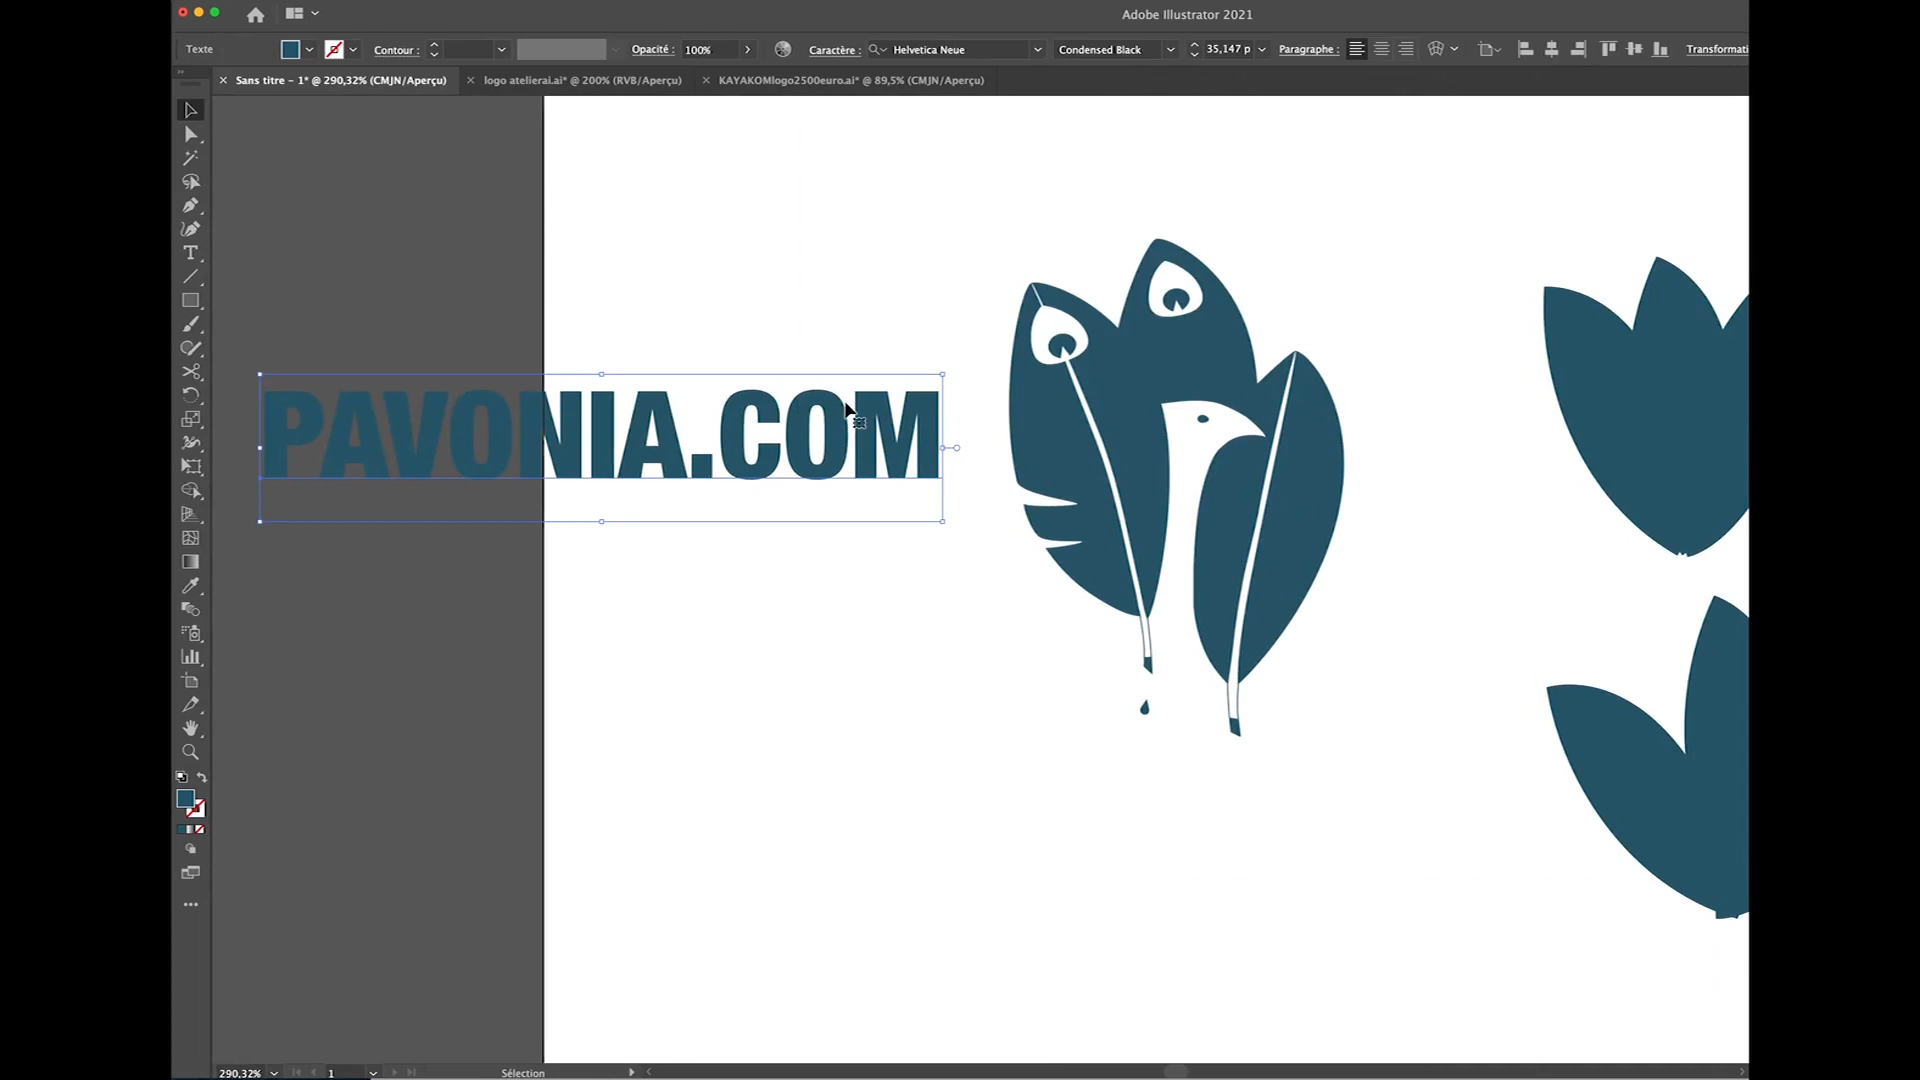 Adobe Illustrator 2021
Texte Contour : Opacité : 100% Caractère : Helvetica Neue Condensed Black 35,147 p Paragraphe : Transformati
× Sans titre – 1* @ 290,32% (CMJN/Aperçu) × logo atelierai.ai* @ 200% (RVB/Aperçu) × KAYAKOMlogo2500euro.ai* @ 89,5% (CMJN/Aperçu)
PAVONIA.COM
290,32% 1 Sélection